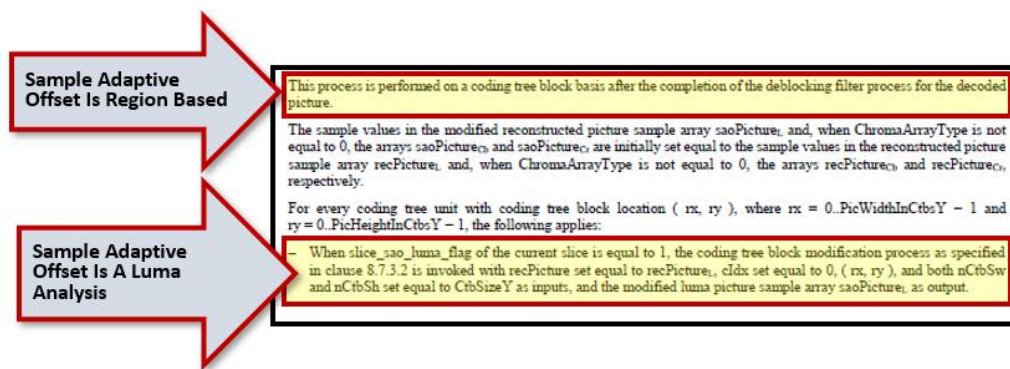 Sample Adaptive
Offset Is Region Based
This process is performed on a coding tree block basis after the completion of the deblocking filter process for the decoded
picture.
The sample values in the modified reconstructed picture sample array saoPictureL and, when ChromaArrayType is not
equal to 0, the arrays saoPictureCb and saoPictureCr are initially set equal to the sample values in the reconstructed picture
sample array recPictureL and, when ChromaArrayType is not equal to 0, the arrays recPictureCb and recPictureCr,
respectively.
For every coding tree unit with coding tree block location ( rx, ry ), where rx = 0..PicWidthInCtbsY − 1 and
ry = 0..PicHeightInCtbsY − 1, the following applies:
Sample Adaptive
Offset Is A Luma
Analysis
– When slice_sao_luma_flag of the current slice is equal to 1, the coding tree block modification process as specified
in clause 8.7.3.2 is invoked with recPicture set equal to recPictureL, cIdx set equal to 0, ( rx, ry ), and both nCtbSw
and nCtbSh set equal to CtbSizeY as inputs, and the modified luma picture sample array saoPictureL as output.